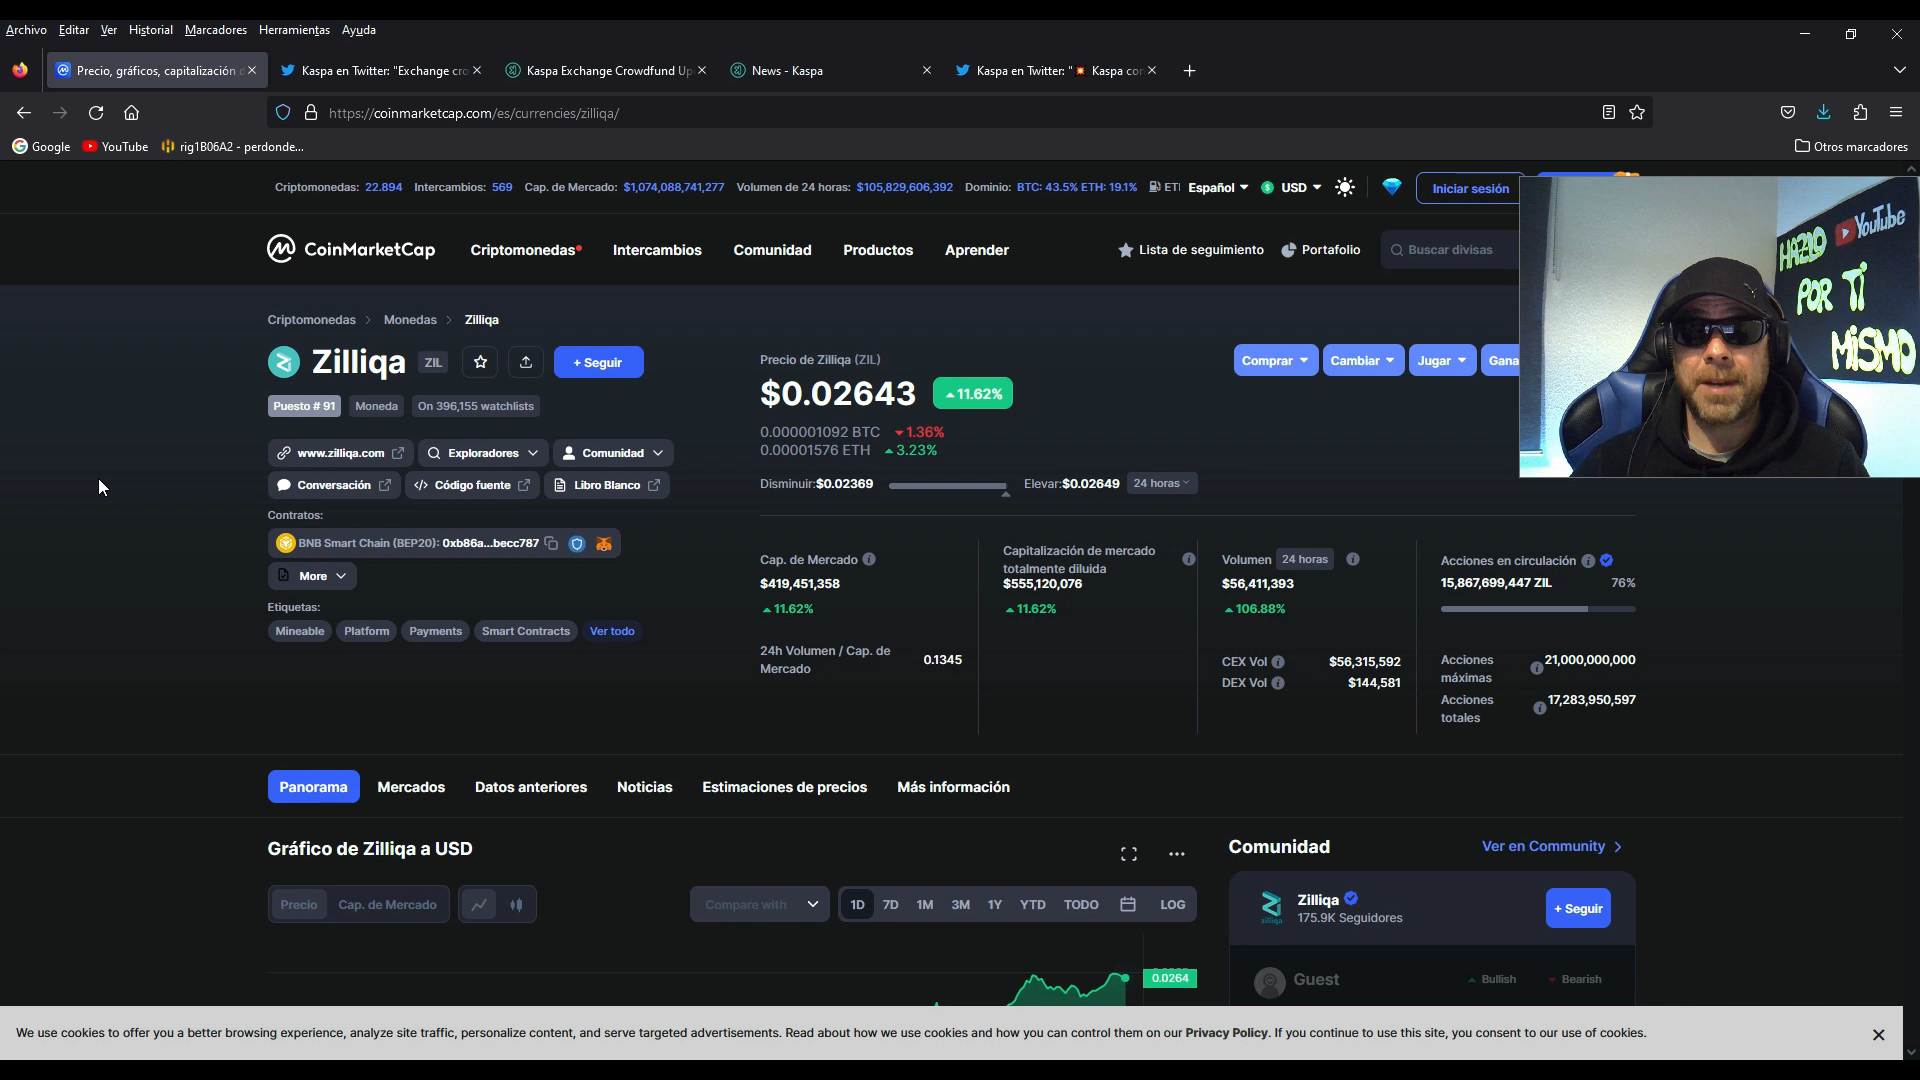 Archivo Editar Ver Historial Marcadores Herramientas Ayuda
Precio, gráficos, capitalización
Kaspa en Twitter: "Exchange cro
Kaspa Exchange Crowdfund Up
News - Kaspa
Kaspa en Twitter: "💥 Kaspa con
https://coinmarketcap.com/es/currencies/zilliqa/
Google YouTube rig1B06A2 - perdonde... Otros marcadores
Criptomonedas: 22.894 Intercambios: 569 Cap. de Mercado: $1,074,088,741,277 Volumen de 24 horas: $105,829,606,392 Dominio: BTC: 43.5% ETH: 19.1% ET Español USD Iniciar sesión
CoinMarketCap Criptomonedas Intercambios Comunidad Productos Aprender Lista de seguimiento Portafolio Buscar divisas
YouTube
HAZLO
POR TI
MISMO
Criptomonedas > Monedas > Zilliqa
Zilliqa ZIL + Seguir
Puesto # 91 Moneda On 396,155 watchlists
www.zilliqa.com Exploradores Comunidad
Conversación Código fuente Libro Blanco
Contratos:
BNB Smart Chain (BEP20): 0xb86a...becc787
More
Etiquetas:
Mineable Platform Payments Smart Contracts Ver todo
Precio de Zilliqa (ZIL)
$0.02643 11.62%
0.000001092 BTC 1.36%
0.00001576 ETH 3.23%
Disminuir:$0.02369 Elevar:$0.02649 24 horas
Comprar Cambiar Jugar Gana
Cap. de Mercado
$419,451,358
11.62%
24h Volumen / Cap. de
Mercado
0.1345
Capitalización de mercado
totalmente diluida
$555,120,076
11.62%
Volumen 24 horas
$56,411,393
106.88%
CEX Vol $56,315,592
DEX Vol $144,581
Acciones en circulación
15,867,699,447 ZIL 76%
Acciones
máximas
21,000,000,000
Acciones
totales
17,283,950,597
Panorama Mercados Datos anteriores Noticias Estimaciones de precios Más información
Gráfico de Zilliqa a USD
Precio Cap. de Mercado Compare with 1D 7D 1M 3M 1Y YTD TODO LOG
0.0264
Comunidad Ver en Community
Zilliqa
175.9K Seguidores
+ Seguir
zilliqa
Guest Bullish Bearish
We use cookies to offer you a better browsing experience, analyze site traffic, personalize content, and serve targeted advertisements. Read about how we use cookies and how you can control them on our Privacy Policy. If you continue to use this site, you consent to our use of cookies.